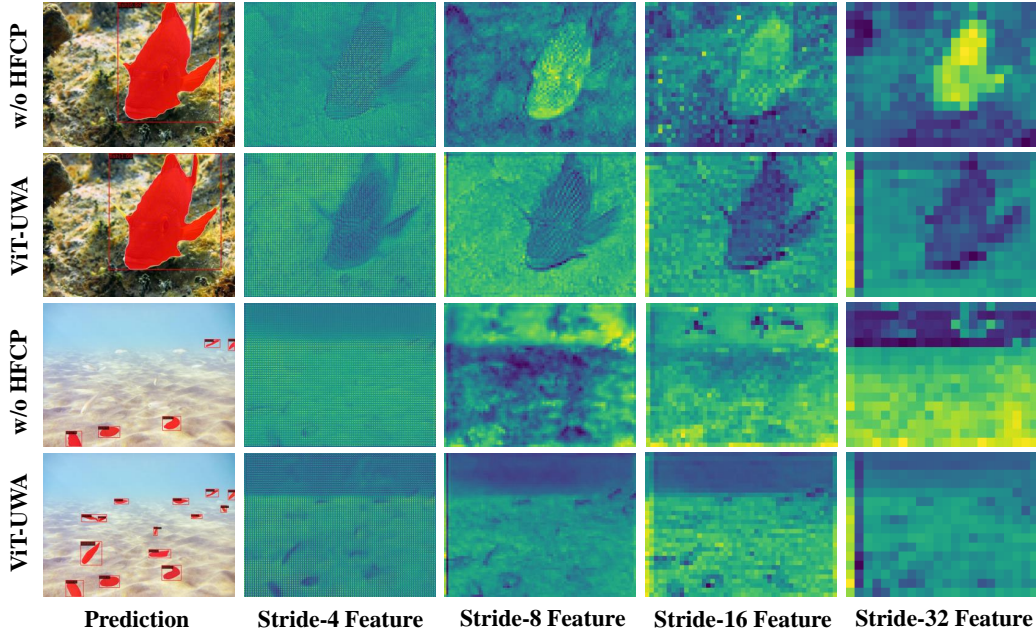 w/o HFCP
ViT-UWA
w/o HFCP
ViT-UWA
Prediction
Stride-4 Feature
Stride-8 Feature
Stride-16 Feature
Stride-32 Feature